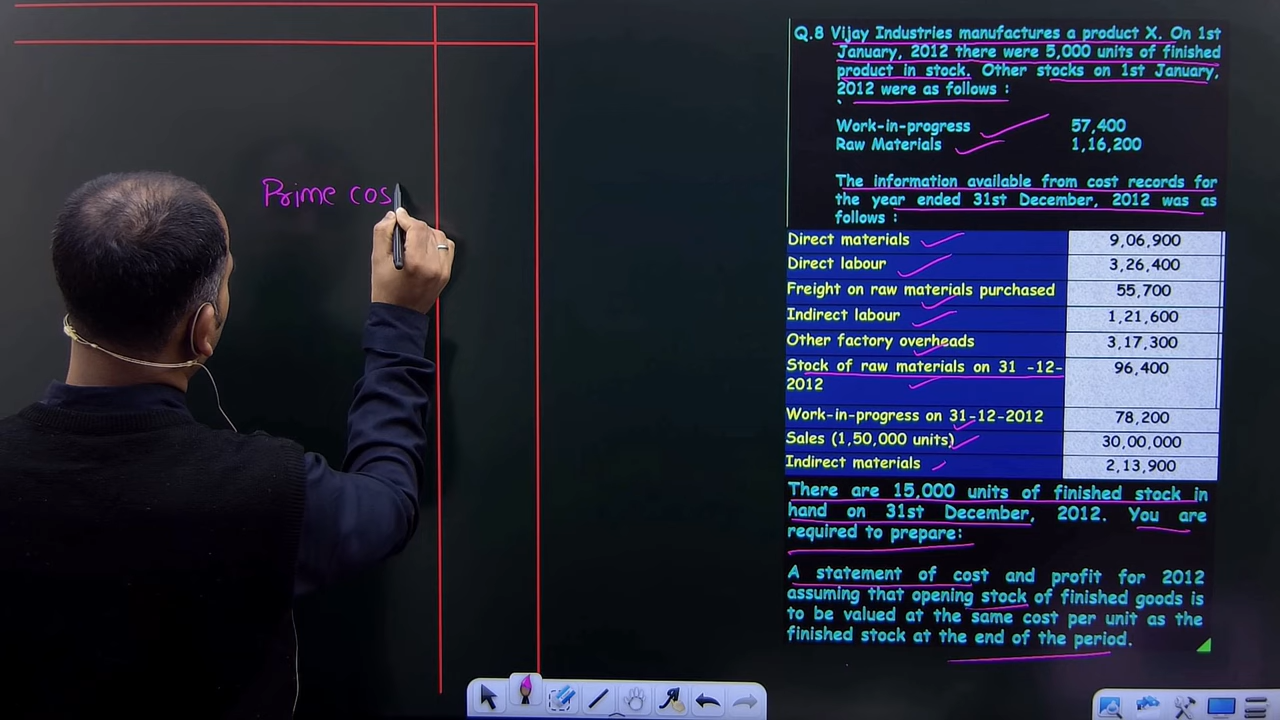 Prime cos
Q.8 Vijay Industries manufactures a product X. On 1st
January, 2012 there were 5,000 units of finished
product in stock. Other stocks on 1st January,
2012 were as follows :
Work-in-progress 57,400
Raw Materials 1,16,200
The information available from cost records for
the year ended 31st December, 2012 was as
follows :
Direct materials 9,06,900
Direct labour 3,26,400
Freight on raw materials purchased 55,700
Indirect labour 1,21,600
Other factory overheads 3,17,300
Stock of raw materials on 31 -12-
2012 96,400
Work-in-progress on 31-12-2012 78,200
Sales (1,50,000 units) 30,00,000
Indirect materials 2,13,900
There are 15,000 units of finished stock in
hand on 31st December, 2012. You are
required to prepare:
A statement of cost and profit for 2012
assuming that opening stock of finished goods is
to be valued at the same cost per unit as the
finished stock at the end of the period.